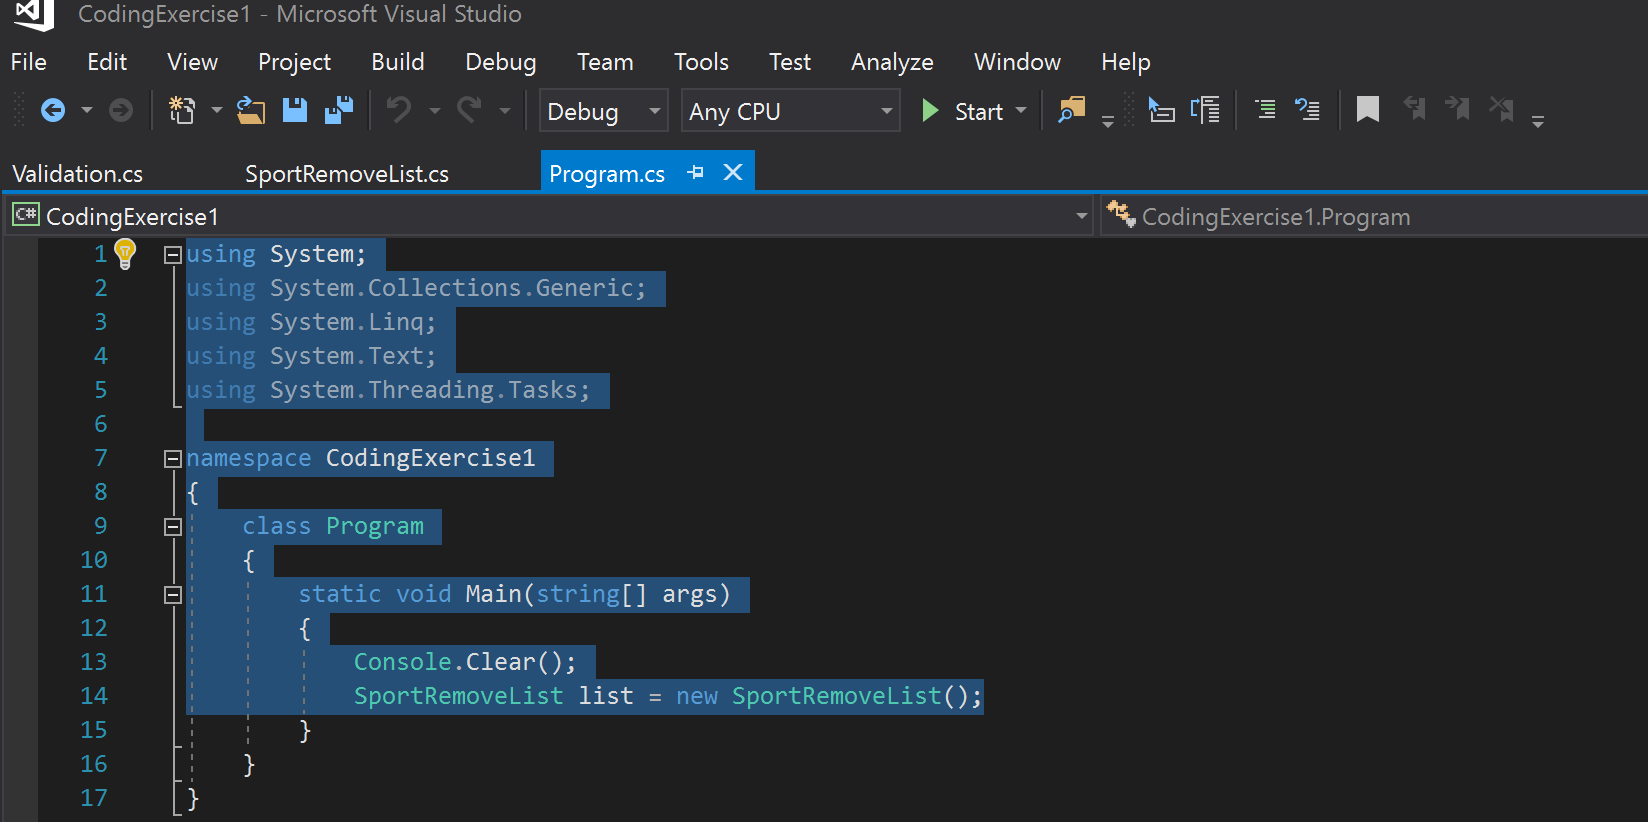 CodingExercise1 - Microsoft Visual Studio
File Edit View Project Build Debug Team Tools Test Analyze Window Help
Debug Any CPU Start
Validation.cs SportRemoveList.cs Program.cs
C# CodingExercise1 CodingExercise1.Program
1 using System;
2 using System.Collections.Generic;
3 using System.Linq;
4 using System.Text;
5 using System.Threading.Tasks;
6
7 namespace CodingExercise1
8 {
9 class Program
10 {
11 static void Main(string[] args)
12 {
13 Console.Clear();
14 SportRemoveList list = new SportRemoveList();
15 }
16 }
17 }